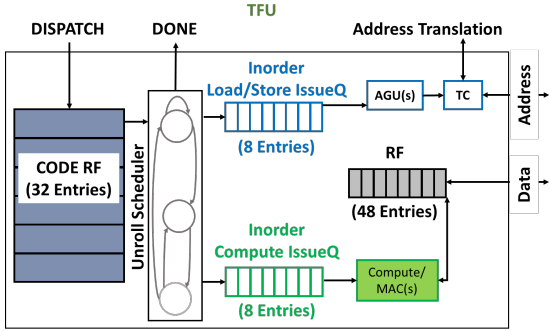 TFU
DISPATCH
DONE
Address Translation
Inorder
Load/Store IssueQ
(8 Entries)
AGU(s)
TC
Address
CODE RF
(32 Entries)
Unroll Scheduler
RF
(48 Entries)
Data
Inorder
Compute IssueQ
(8 Entries)
Compute/
MAC(s)